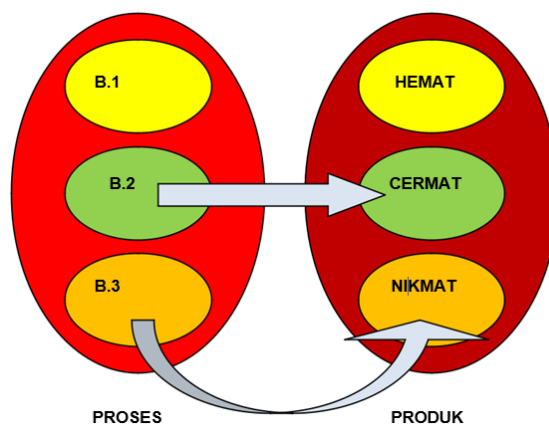 B.1
HEMAT
B.2
CERMAT
B.3
NIKMAT
PROSES
PRODUK